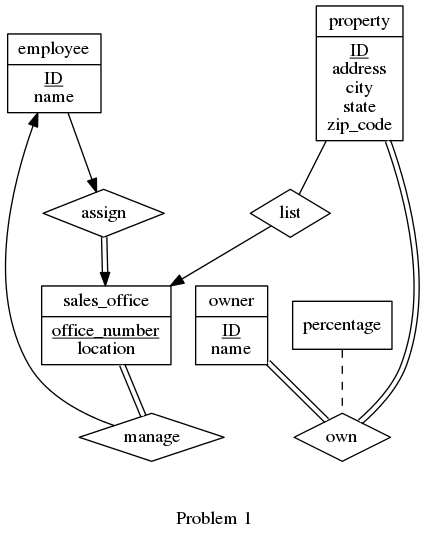 property
ID
address
city
state
zip_code
employee
ID
name
assign
list
sales_office
office_number
location
owner
ID
name
percentage
manage
own
Problem 1